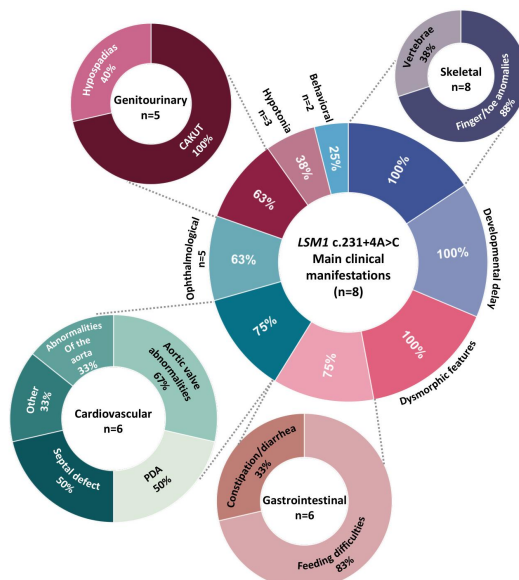 Hypospadias
40%
Genitourinary
n=5
CAKUT
100%
Vertebrae
38%
Skeletal
n=8
Finger/toe anomalies
88%
Behavioral
n=2
Hypotonia
n=3
25%
38%
100%
63%
Ophthalmological
n=5
63%
LSM1 c.231+4A>C
Main clinical
manifestations
(n=8)
100%
Developmental
delay
75%
75%
100%
Dysmorphic features
Abnormalities
Of the
aorta
33%
Aortic valve
abnormalities
67%
Other
33%
Cardiovascular
n=6
Septal defect
50%
PDA
50%
Constipation/diarrhea
33%
Gastrointestinal
n=6
Feeding difficulties
83%